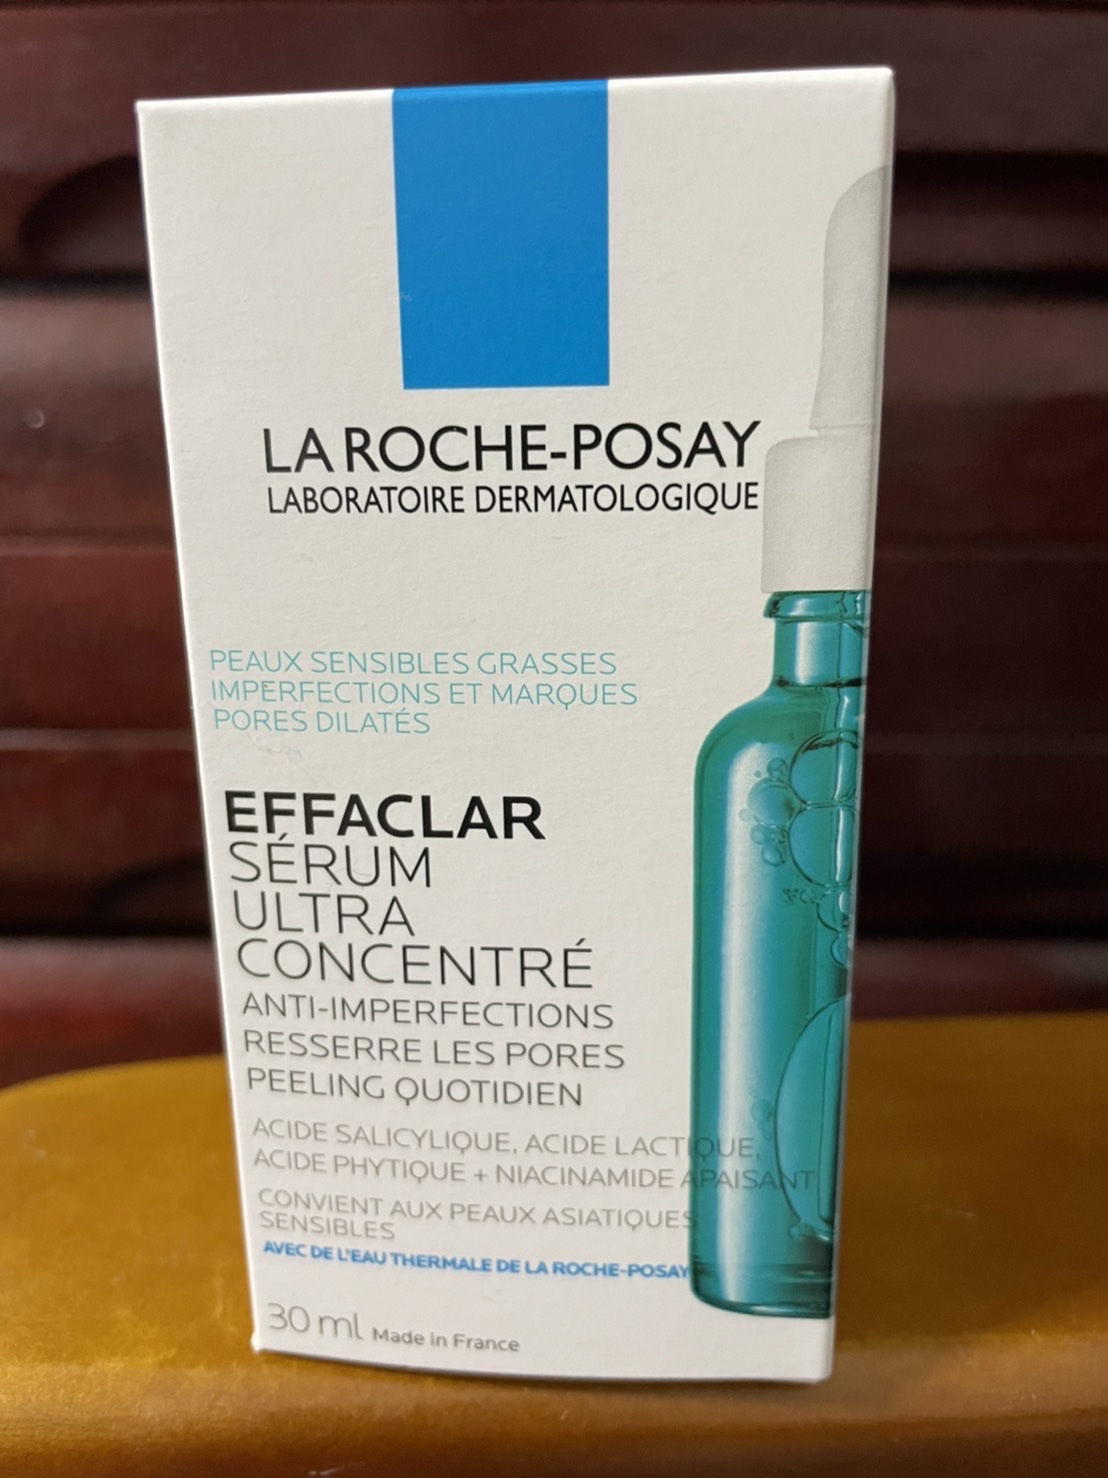 LA ROCHE-POSAY
LABORATOIRE DERMATOLOGIQUE
PEAUX SENSIBLES GRASSES
IMPERFECTIONS ET MARQUES
PORES DILATÉS
EFFACLAR
SÉRUM
ULTRA
CONCENTRÉ
ANTI-IMPERFECTIONS
RESSERRE LES PORES
PEELING QUOTIDIEN
ACIDE SALICYLIQUE, ACIDE LACTIQUE,
ACIDE PHYTIQUE + NIACINAMIDE APAISANT
CONVIENT AUX PEAUX ASIATIQUES
SENSIBLES
AVEC DE L'EAU THERMALE DE LA ROCHE-POSAY
30 ml Made in France